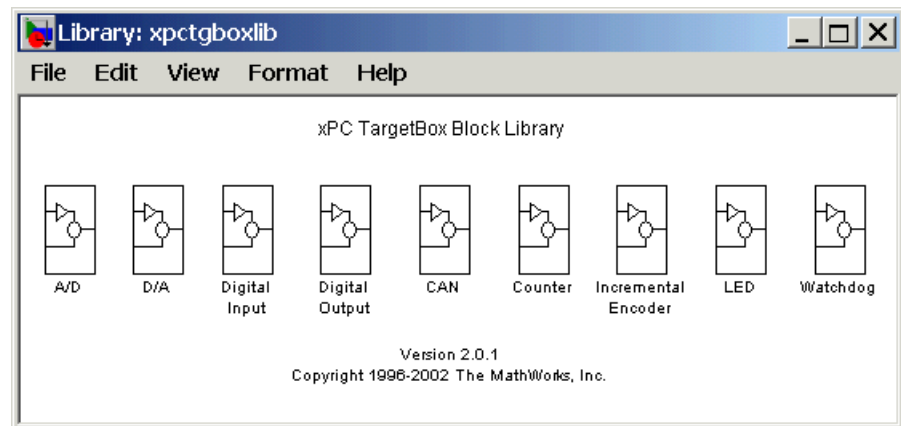 Library: xpctgboxlib
File Edit View Format Help
xPC TargetBox Block Library
A/D D/A Digital Input Digital Output CAN Counter Incremental Encoder LED Watchdog
Version 2.0.1
Copyright 1996-2002 The MathWorks, Inc.